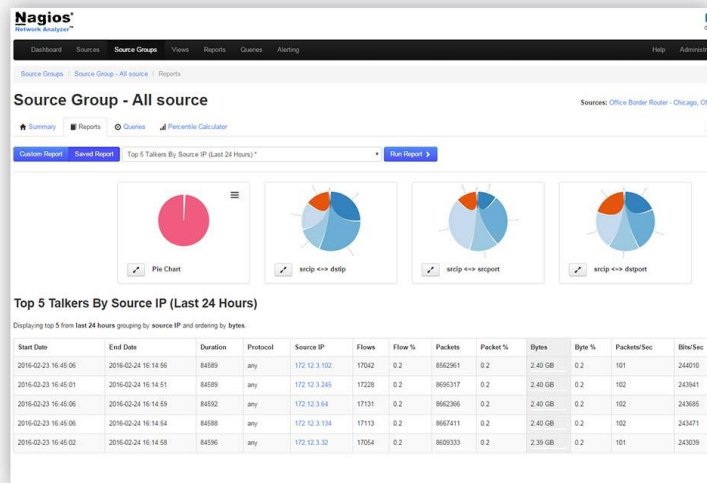 Nagios®
Network Analyzer™
Dashboard Sources Source Groups Views Reports Queries Alerting Help
Source Groups / Source Group - All source / Reports
Source Group - All source
Sources: Office Border Router - Chicago,
Summary Reports Queries Percentile Calculator
Custom Report Saved Report Top 5 Talkers By Source IP (Last 24 Hours) * Run Report
Pie Chart srcip <=> dstip srcip <=> srcport srcip <=> dstport
Top 5 Talkers By Source IP (Last 24 Hours)
Displaying top 5 from last 24 hours grouping by source IP and ordering by bytes.
Start Date End Date Duration Protocol Source IP Flows Flow % Packets Packet % Bytes Byte % Packets/Sec Bits/Sec
2016-02-23 16:45:06 2016-02-24 16:14:56 84589 any 172.12.3.102 17042 0.2 8562961 0.2 2.40 GB 0.2 101 244010
2016-02-23 16:45:01 2016-02-24 16:14:51 84589 any 172.12.3.245 17228 0.2 8695317 0.2 2.40 GB 0.2 102 243941
2016-02-23 16:45:06 2016-02-24 16:14:59 84592 any 172.12.3.64 17131 0.2 8662366 0.2 2.40 GB 0.2 102 243685
2016-02-23 16:45:06 2016-02-24 16:14:54 84588 any 172.12.3.134 17113 0.2 8667411 0.2 2.40 GB 0.2 102 243471
2016-02-23 16:45:02 2016-02-24 16:14:58 84596 any 172.12.3.32 17054 0.2 8609333 0.2 2.39 GB 0.2 101 243039